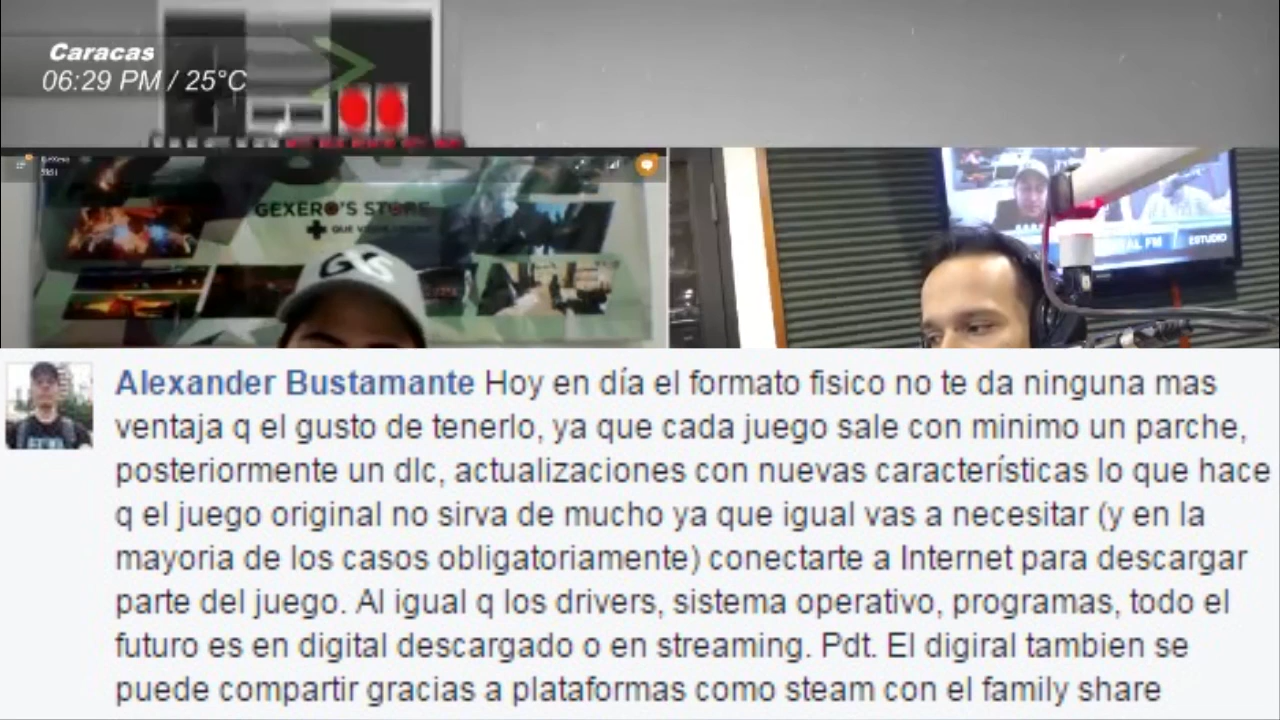 Caracas
06:29 PM / 25°C
GEXERO'S STORE
ESTUDIO
Alexander Bustamante Hoy en día el formato fisico no te da ninguna mas
ventaja q el gusto de tenerlo, ya que cada juego sale con minimo un parche,
posteriormente un dlc, actualizaciones con nuevas características lo que hace
q el juego original no sirva de mucho ya que igual vas a necesitar (y en la
mayoria de los casos obligatoriamente) conectarte a Internet para descargar
parte del juego. Al igual q los drivers, sistema operativo, programas, todo el
futuro es en digital descargado o en streaming. Pdt. El digiral tambien se
puede compartir gracias a plataformas como steam con el family share